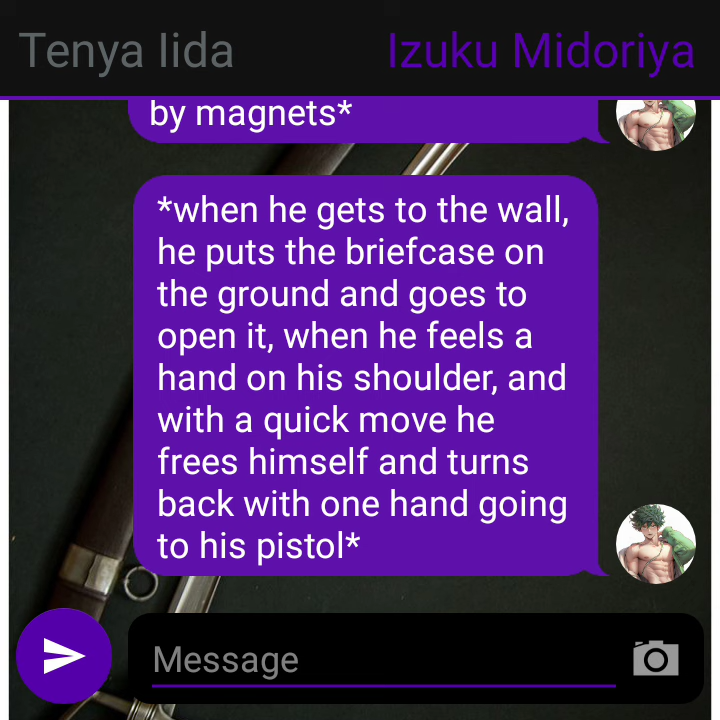 Tenya Iida
Izuku Midoriya
by magnets*
*when he gets to the wall,
he puts the briefcase on
the ground and goes to
open it, when he feels a
hand on his shoulder, and
with a quick move he
frees himself and turns
back with one hand going
to his pistol*
Message